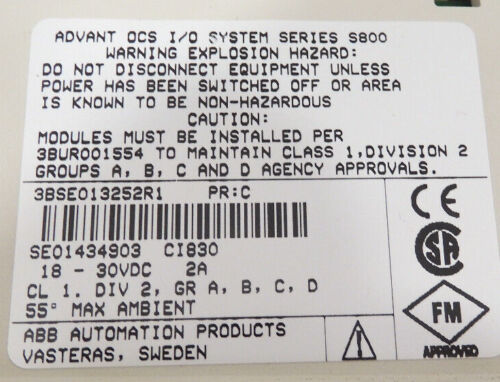 ADVANT OCS I/O SYSTEM SERIES S800
WARNING EXPLOSION HAZARD:
DO NOT DISCONNECT EQUIPMENT UNLESS
POWER HAS BEEN SWITCHED OFF OR AREA
IS KNOWN TO BE NON-HAZARDOUS
CAUTION:
MODULES MUST BE INSTALLED PER
3BUR001554 TO MAINTAIN CLASS 1,DIVISION 2
GROUPS A, B, C AND D AGENCY APPROVALS.
3BSE013252R1 PR:C
CE
SE01434903 CI830
SA
18 - 30VDC 2A
CL 1. DIV 2, GR A, B, C, D
55° MAX AMBIENT
FM
APPROVED
ABB AUTOMATION PRODUCTS
VASTERAS, SWEDEN